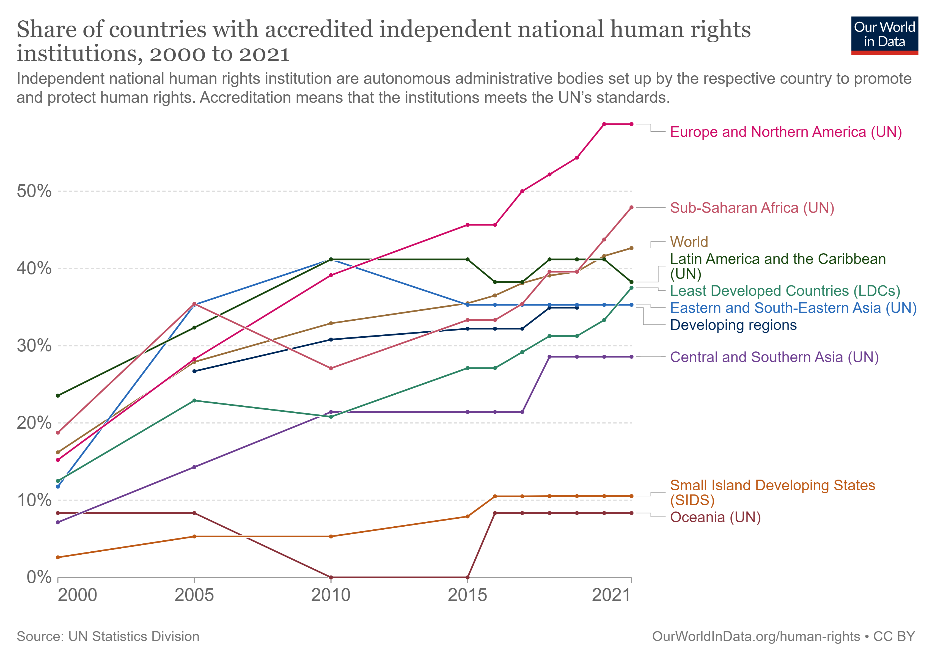 Share of countries with accredited independent national human rights
institutions, 2000 to 2021
Our World
in Data
Independent national human rights institution are autonomous administrative bodies set up by the respective country to promote
and protect human rights. Accreditation means that the institutions meets the UN's standards.
Europe and Northern America (UN)
50%
Sub-Saharan Africa (UN)
World
40%
Latin America and the Caribbean
(UN)
Least Developed Countries (LDCs)
Eastern and South-Eastern Asia (UN)
Developing regions
30%
Central and Southern Asia (UN)
20%
10%
Small Island Developing States
(SIDS)
Oceania (UN)
0%
2000 2005 2010 2015 2021
Source: UN Statistics Division
OurWorldInData.org/human-rights • CC BY